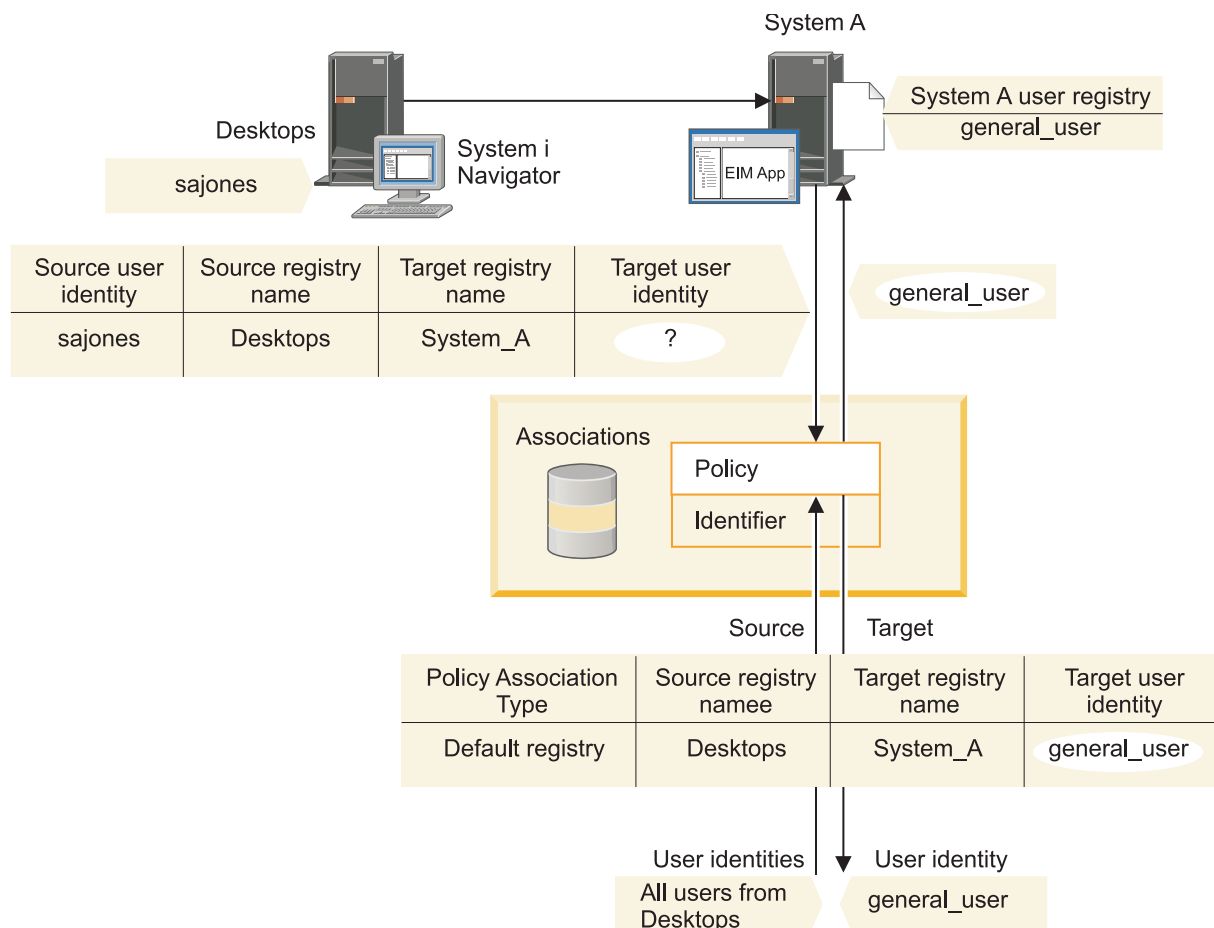 System A
Desktops
sajones
System i
Navigator
EIM App
System A user registry
general_user
Source user
identity
Source registry
name
Target registry
name
Target user
identity
sajones
Desktops
System_A
?
general_user
Associations
Policy
Identifier
Source
Target
Policy Association
Type
Source registry
namee
Target registry
name
Target user
identity
Default registry
Desktops
System_A
general_user
User identities
User identity
All users from
Desktops
general_user